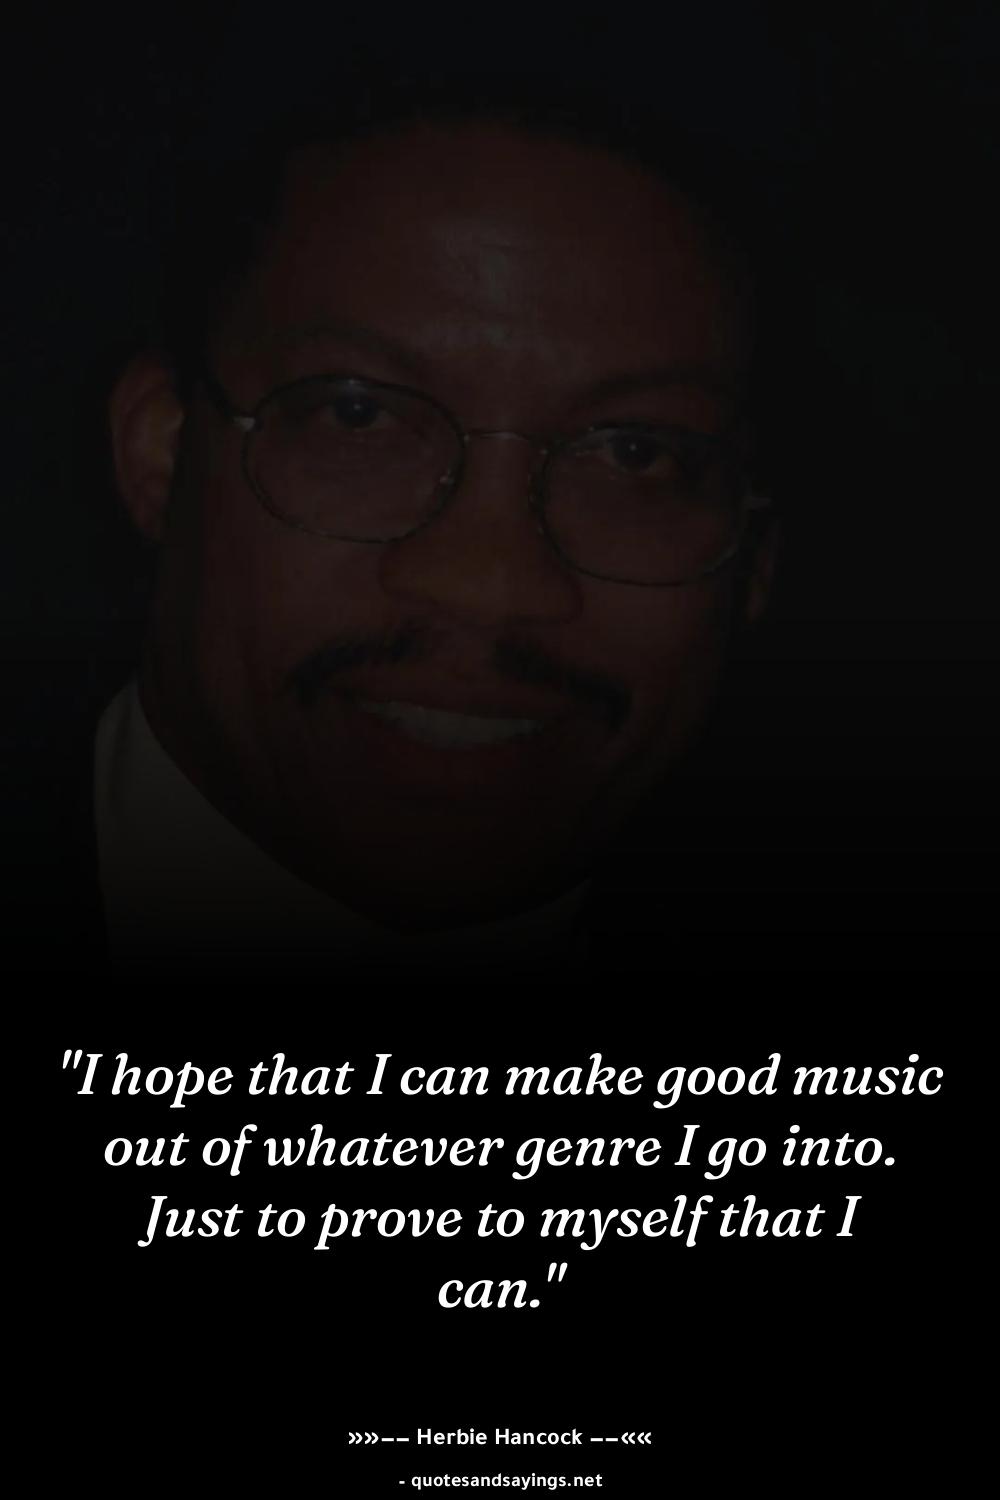 "I hope that I can make good music
out of whatever genre I go into.
Just to prove to myself that I
can."
»»−− Herbie Hancock −−««
- quotesandsayings.net